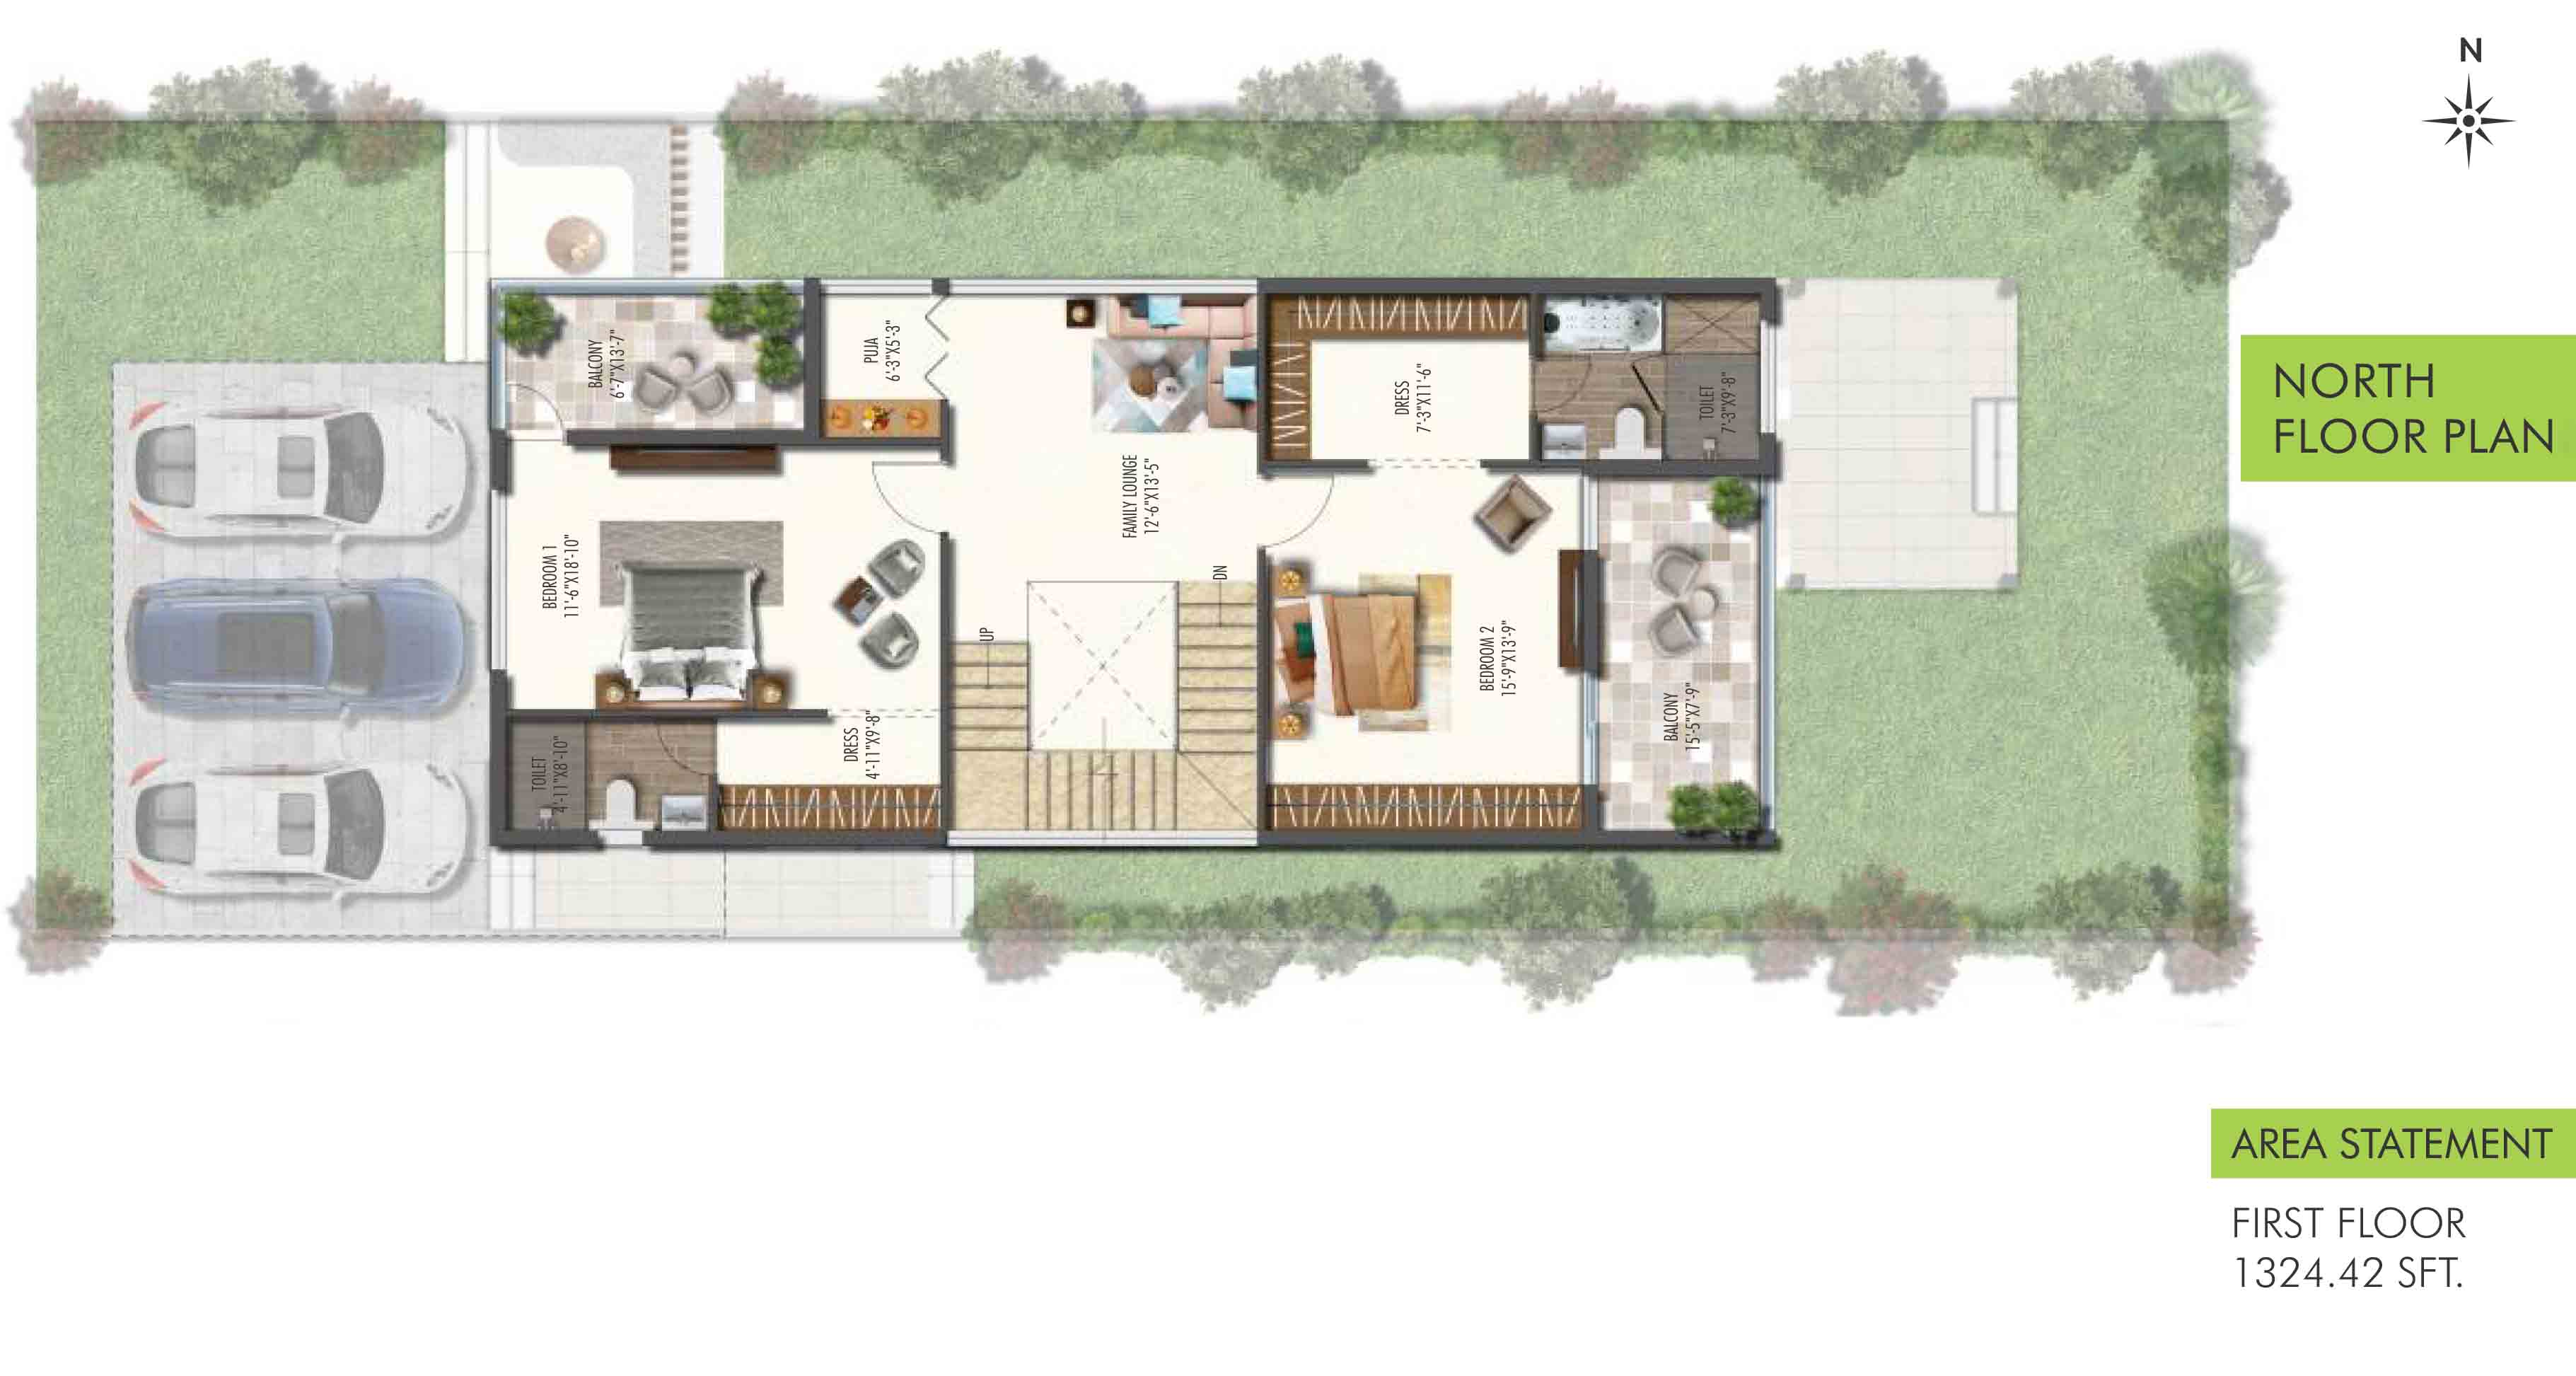 N
NORTH
FLOOR PLAN
BALCONY
6'-7"X13'-7"
PUJA
6'-3"X5'-3"
FAMILY LOUNGE
12'-6"X13'-5"
DRESS
7'-3"X11'-6"
TOILET
7'-3"X9'-8"
BEDROOM 1
11'-6"X18'-10"
UP
DN
BEDROOM 2
15'-9"X13'-9"
BALCONY
15'-5"X7'-9"
TOILET
4'-11"X8'-10"
DRESS
4'-11"X9'-8"
AREA STATEMENT
FIRST FLOOR
1324.42 SFT.